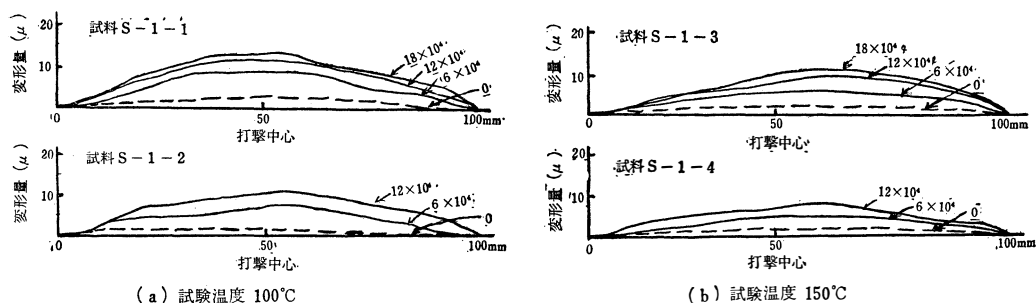 試料 S-1-1
変形量 (μ)
20
10
0
18×10⁴
12×10⁴
6×10⁴
0
50
100mm
打撃中心
試料 S-1-2
変形量 (μ)
20
10
0
12×10⁴
6×10⁴
0
50
100mm
打撃中心
(a) 試験温度 100℃
試料 S-1-3
変形量 (μ)
20
10
0
18×10⁴
12×10⁴
6×10⁴
0
50
100mm
打撃中心
試料 S-1-4
変形量 (μ)
20
10
0
12×10⁴
6×10⁴
0
50
100mm
打撃中心
(b) 試験温度 150℃